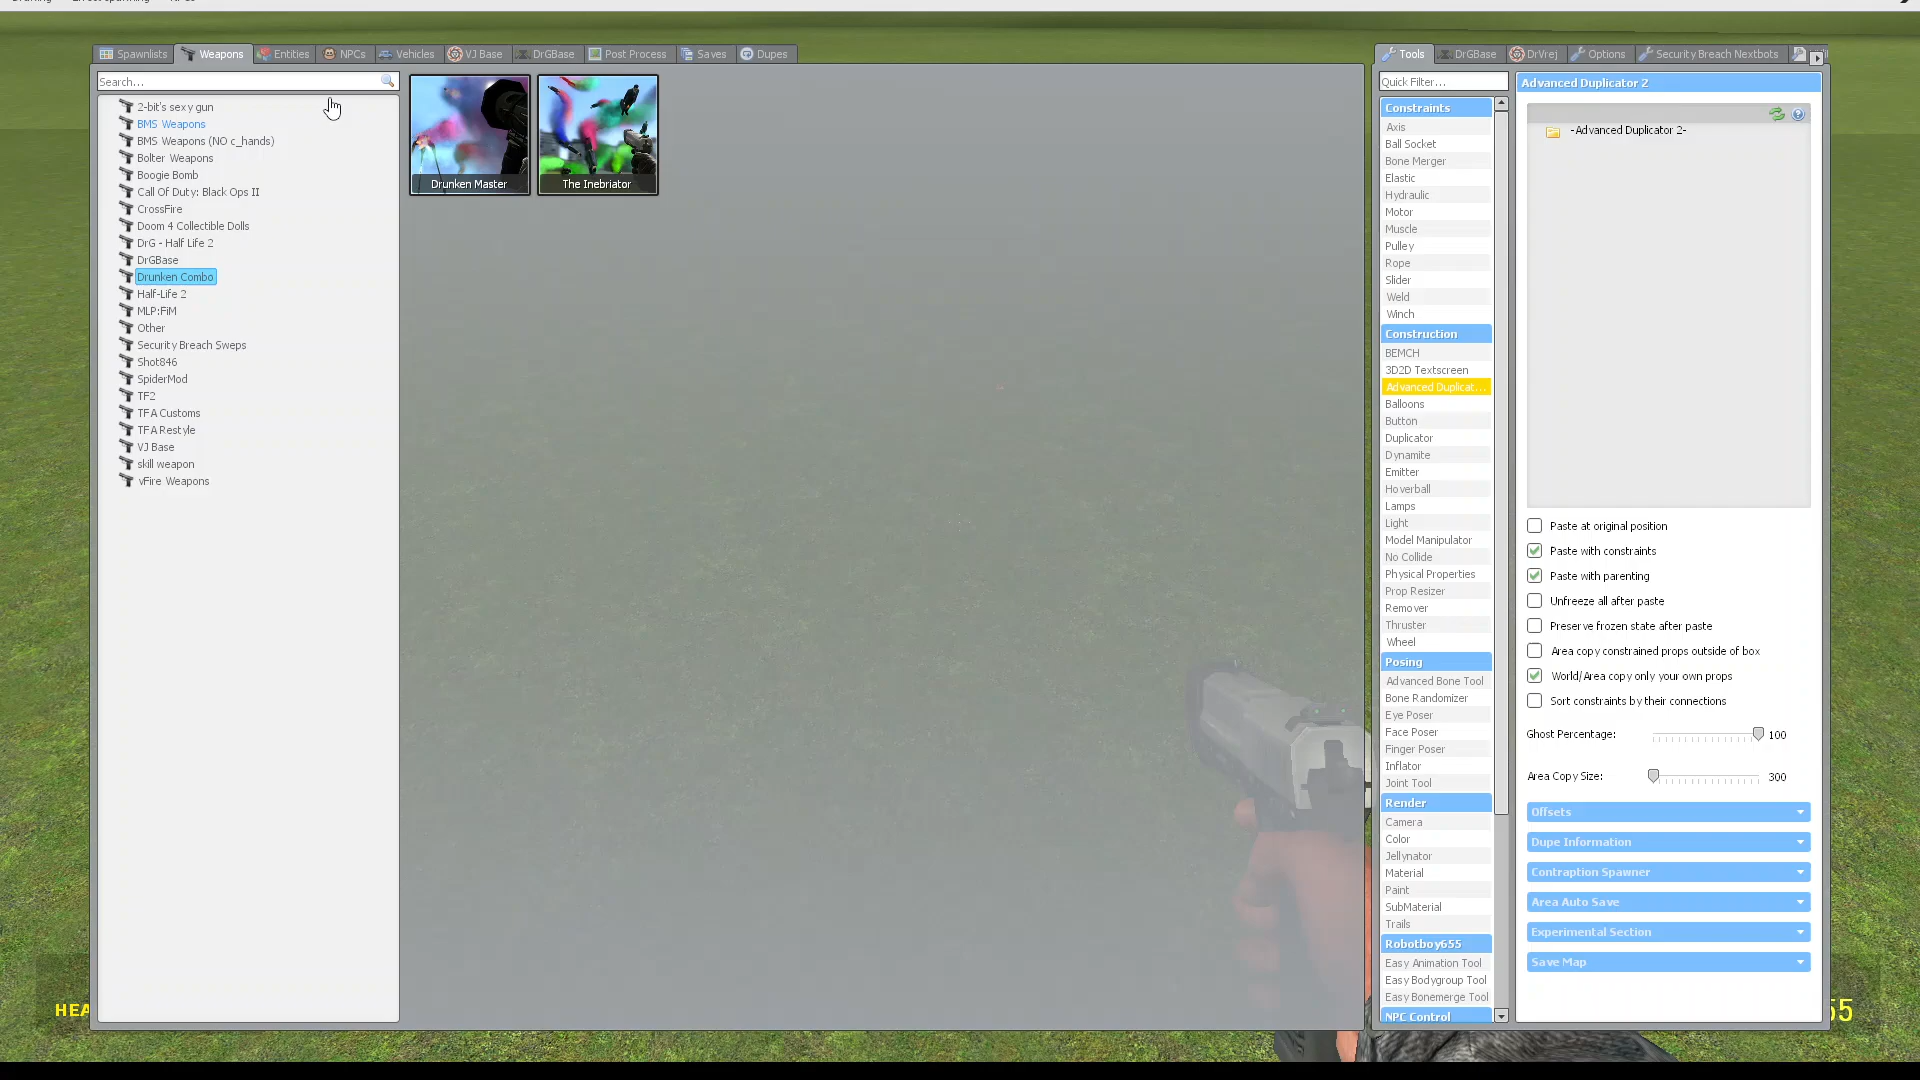 Spawnlists
Weapons
Entities
NPCs
Vehicles
VJ Base
DrGBase
Post Process
Saves
Dupes
Search...
2-bit's sexy gun
BMS Weapons
BMS Weapons (NO c_hands)
Bolter Weapons
Boogie Bomb
Call Of Duty: Black Ops II
CrossFire
Doom 4 Collectible Dolls
DrG - Half Life 2
DrGBase
Drunken Combo
Half-Life 2
MLP:FiM
Other
Security Breach Sweps
Shot846
SpiderMod
TF2
TFA Customs
TFA Restyle
VJ Base
skill weapon
vFire Weapons
Drunken Master
The Inebriator
HEA
Tools
DrGBase
DrVrej
Options
Security Breach Nextbots
Quick Filter...
Constraints
Axis
Ball Socket
Bone Merger
Elastic
Hydraulic
Motor
Muscle
Pulley
Rope
Slider
Weld
Winch
Construction
BEMCH
3D2D Textscreen
Advanced Duplicat...
Balloons
Button
Duplicator
Dynamite
Emitter
Hoverball
Lamps
Light
Model Manipulator
No Collide
Physical Properties
Prop Resizer
Remover
Thruster
Wheel
Posing
Advanced Bone Tool
Bone Randomizer
Eye Poser
Face Poser
Finger Poser
Inflator
Joint Tool
Render
Camera
Color
Jellynator
Material
Paint
SubMaterial
Trails
Robotboy655
Easy Animation Tool
Easy Bodygroup Tool
Easy Bonemerge Tool
NPC Control
Advanced Duplicator 2
-Advanced Duplicator 2-
Paste at original position
Paste with constraints
Paste with parenting
Unfreeze all after paste
Preserve frozen state after paste
Area copy constrained props outside of box
World/Area copy only your own props
Sort constraints by their connections
Ghost Percentage: 100
Area Copy Size: 300
Offsets
Dupe Information
Contraption Spawner
Area Auto Save
Experimental Section
Save Map
55